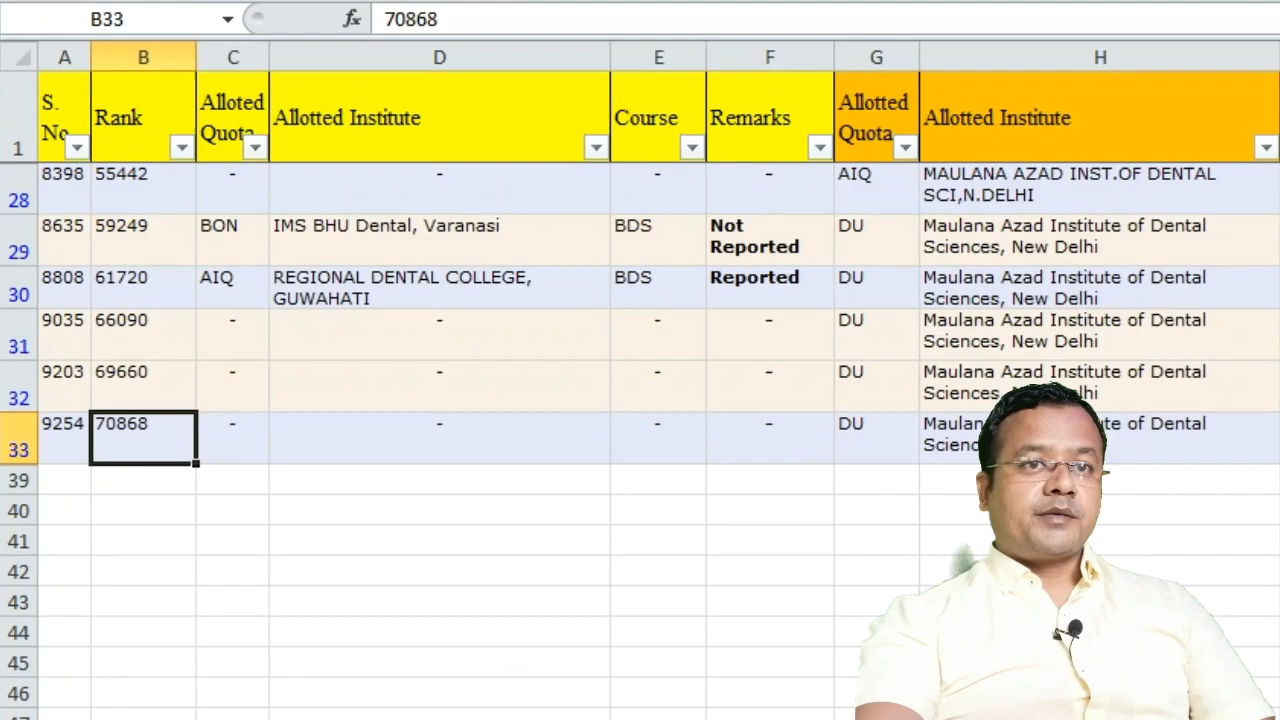 B33 fx 70868
A B C D E F G H
1 S. No Rank Alloted Quota Allotted Institute Course Remarks Allotted Quota Allotted Institute
28 8398 55442 - - - - AIQ MAULANA AZAD INST.OF DENTAL
SCI,N.DELHI
29 8635 59249 BON IMS BHU Dental, Varanasi BDS Not Reported DU Maulana Azad Institute of Dental
Sciences, New Delhi
30 8808 61720 AIQ REGIONAL DENTAL COLLEGE, GUWAHATI BDS Reported DU Maulana Azad Institute of Dental
Sciences, New Delhi
31 9035 66090 - - - - DU Maulana Azad Institute of Dental
Sciences, New Delhi
32 9203 69660 - - - - DU Maulana Azad Institute of Dental
Sciences, Delhi
33 9254 70868 - - - - DU Institute of Dental
39
40
41
42
43
44
45
46